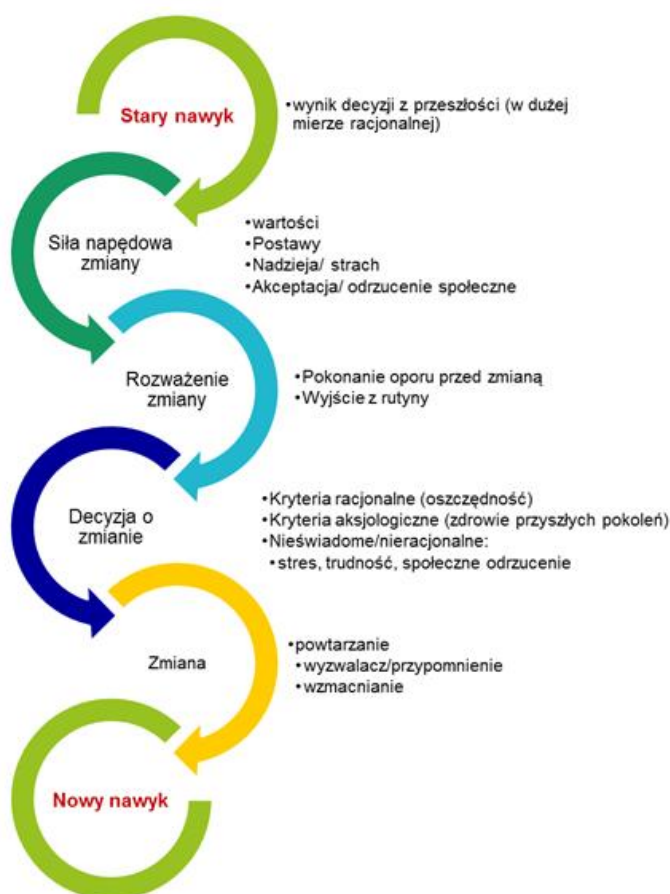 Stary nawyk
•wynik decyzji z przeszłości (w dużej
mierze racjonalnej)
Siła napędowa
zmiany
•wartości
•Postawy
•Nadzieja/ strach
•Akceptacja/ odrzucenie społeczne
Rozważenie
zmiany
•Pokonanie oporu przed zmianą
•Wyjście z rutyny
Decyzja o
zmianie
•Kryteria racjonalne (oszczędność)
•Kryteria aksjologiczne (zdrowie przyszłych pokoleń)
•Nieświadome/nieracjonalne:
•stres, trudność, społeczne odrzucenie
Zmiana
•powtarzanie
•wyzwalacz/przypomnienie
•wzmacnianie
Nowy nawyk